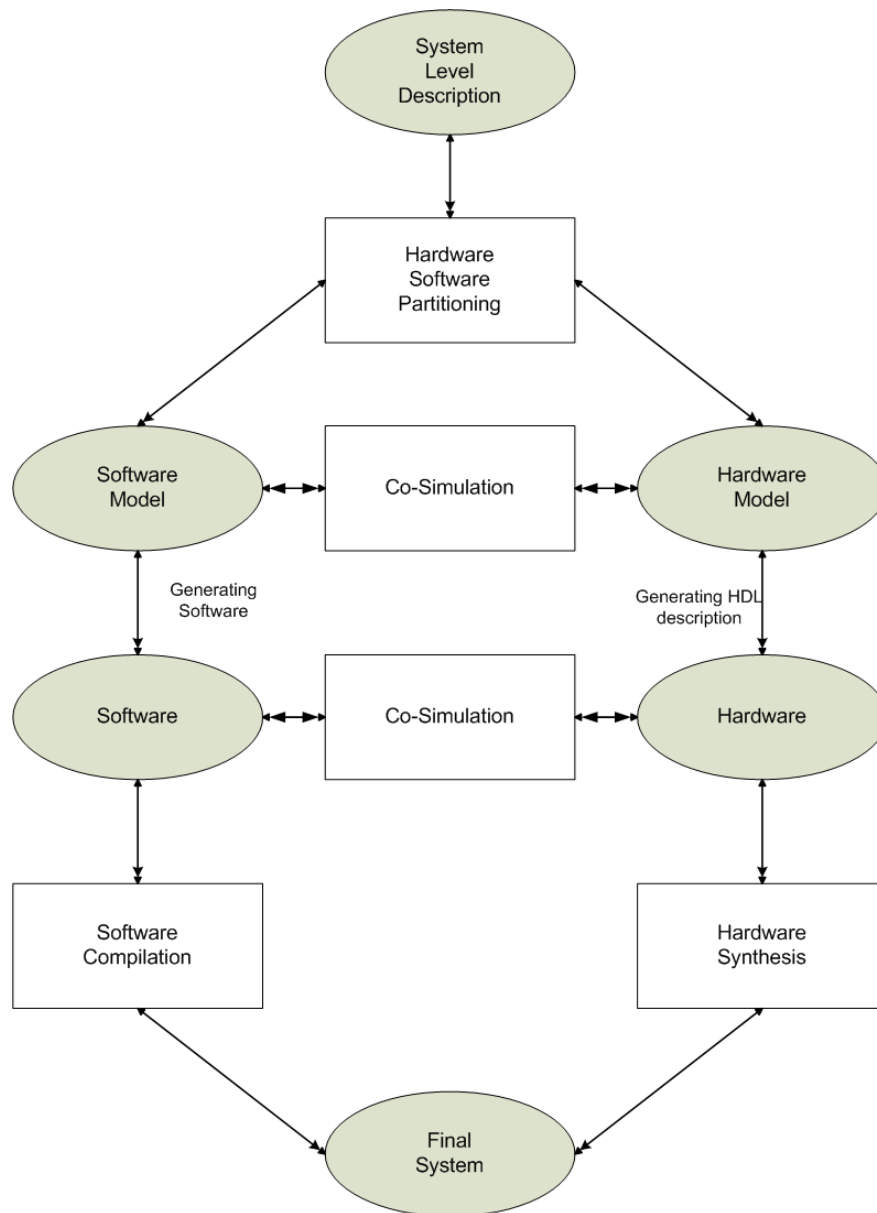 System
Level
Description
Hardware
Software
Partitioning
Software
Model
Co-Simulation
Hardware
Model
Generating
Software
Generating HDL
description
Software
Co-Simulation
Hardware
Software
Compilation
Hardware
Synthesis
Final
System